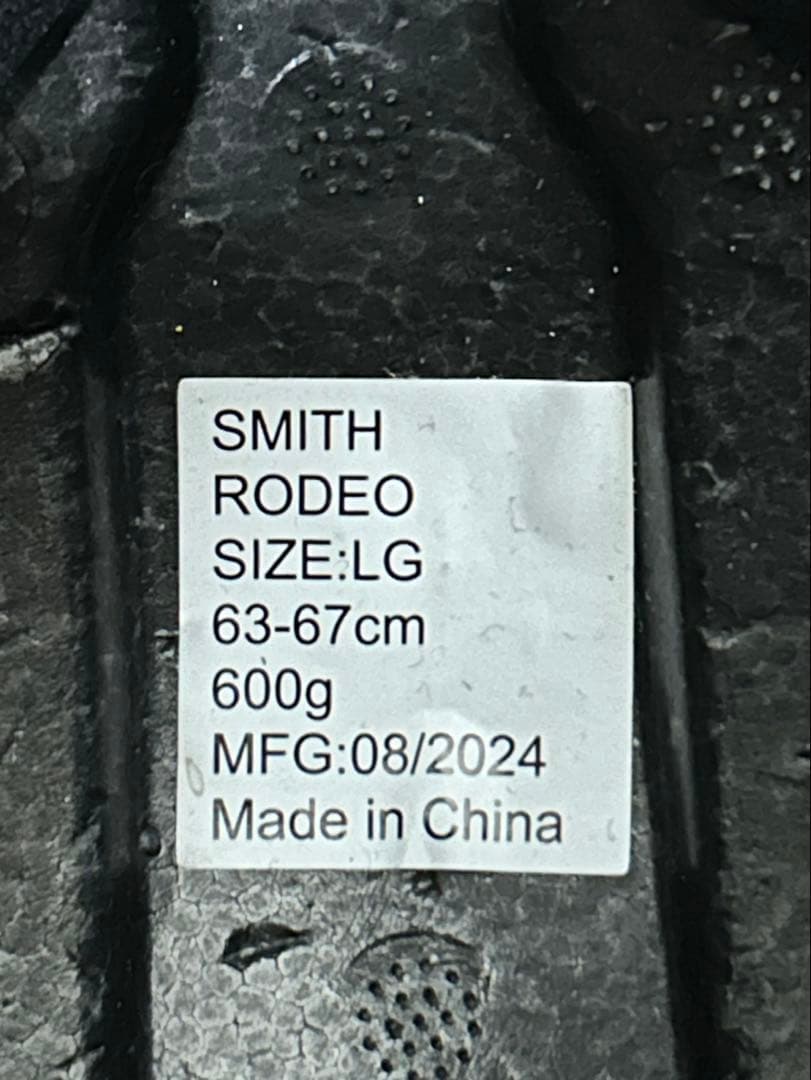 SMITH
RODEO
SIZE:LG
63-67cm
600g
MFG:08/2024
Made in China